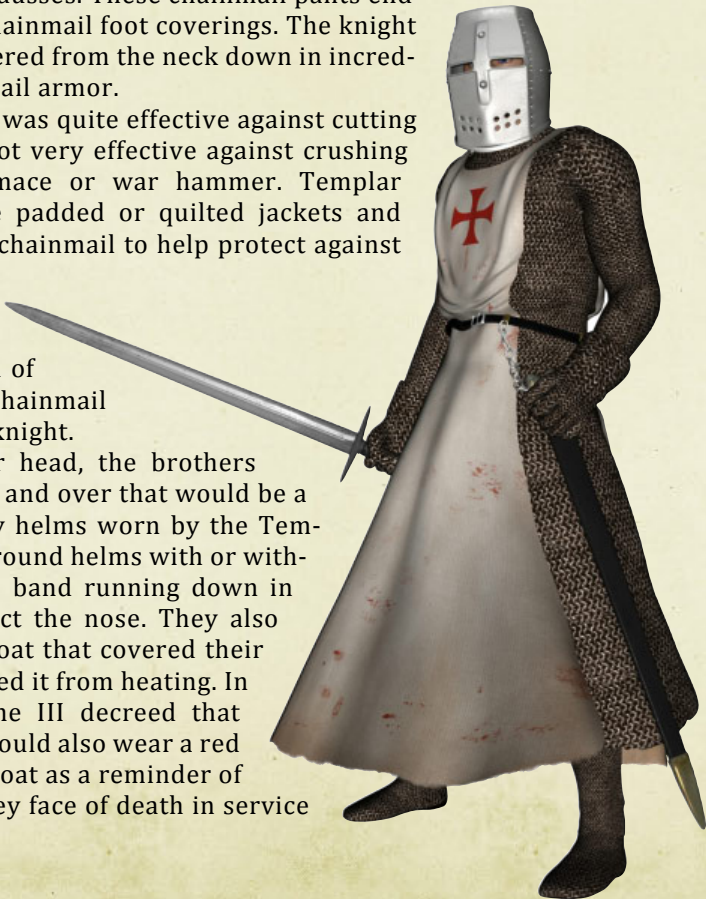 ausses. These chainmail pants end
hainmail foot coverings. The knight
ered from the neck down in incred-
ail armor.
was quite effective against cutting
ot very effective against crushing
mace or war hammer. Templar
e padded or quilted jackets and
chainmail to help protect against
of
hainmail
knight.
r head, the brothers
and over that would be a
y helms worn by the Tem-
round helms with or with-
band running down in
ct the nose. They also
oat that covered their
ed it from heating. In
ne III decreed that
ould also wear a red
oat as a reminder of
ey face of death in service